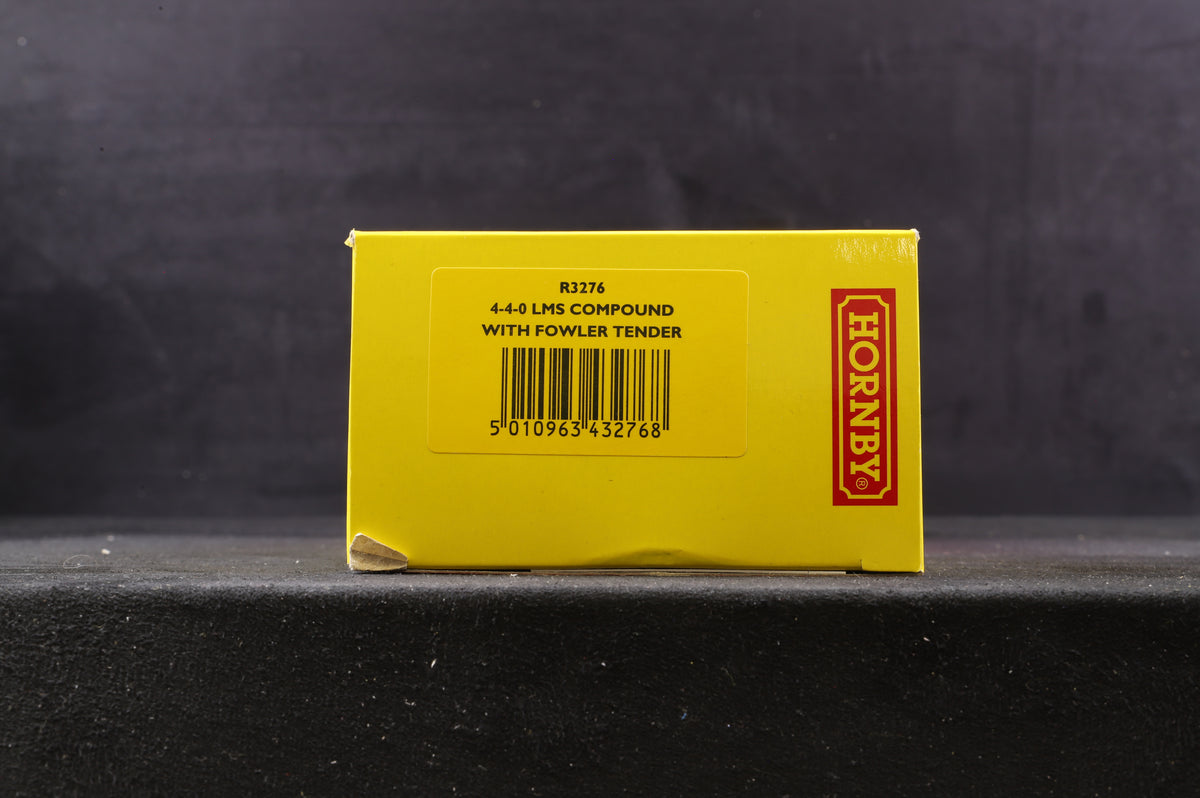 R3276
4-4-0 LMS COMPOUND
WITH FOWLER TENDER
5 010963 432768
HORNBY®